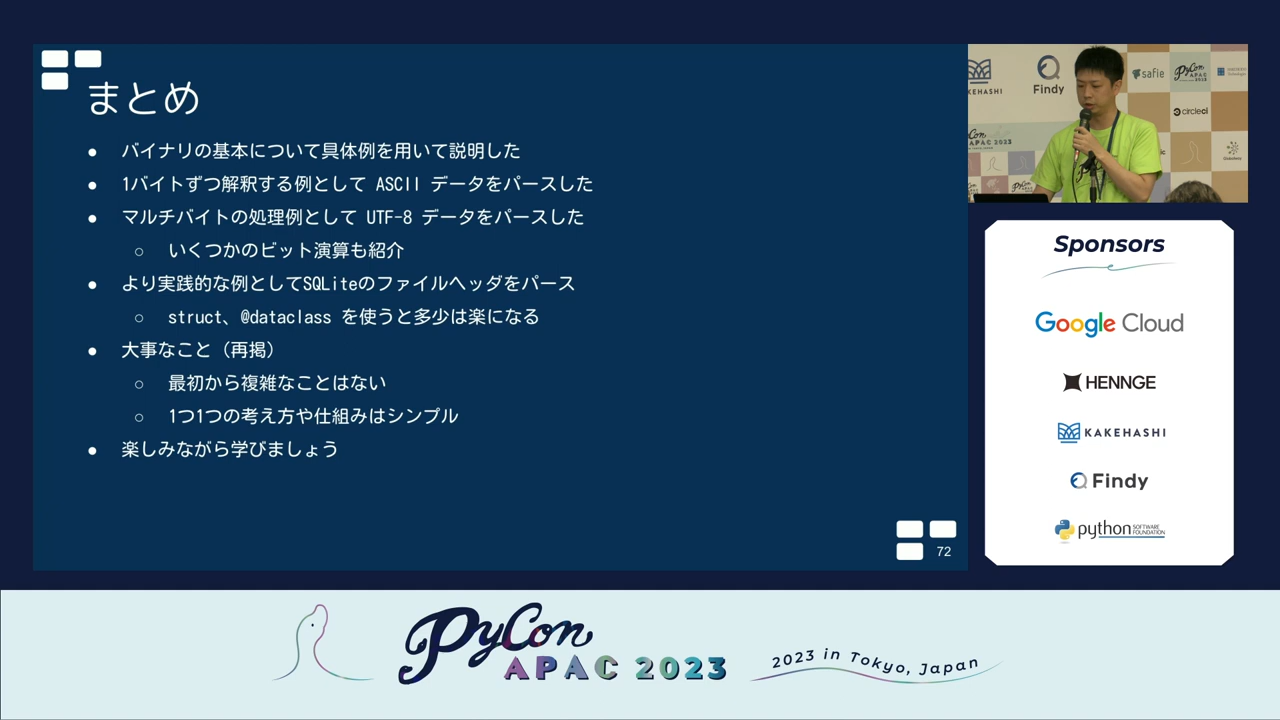 まとめ
● バイナリの基本について具体例を用いて説明した
● 1バイトずつ解釈する例として ASCII データをパースした
● マルチバイトの処理例として UTF-8 データをパースした
○ いくつかのビット演算も紹介
● より実践的な例としてSQLiteのファイルヘッダをパース
○ struct、@dataclass を使うと多少は楽になる
● 大事なこと（再掲）
○ 最初から複雑なことはない
○ 1つ1つの考え方や仕組みはシンプル
● 楽しみながら学びましょう
72
KEHASHI
Findy
safie
PyCon
APAC
2023
circleci
Sponsors
Google Cloud
HENNGE
KAKEHASHI
Findy
python SOFTWARE FOUNDATION
PyCon
APAC 2023
2023 in Tokyo, Japan